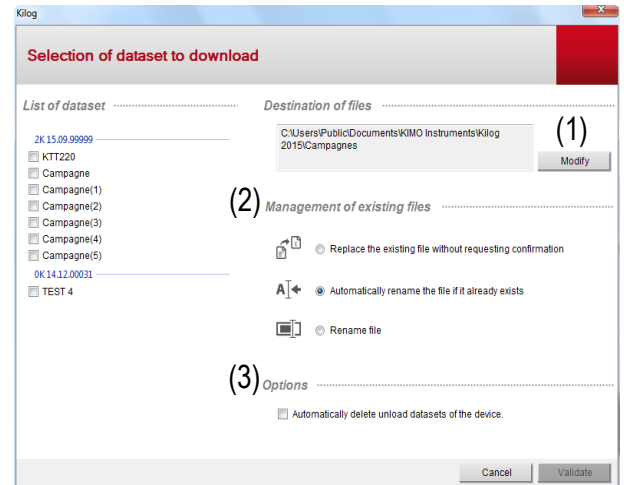 Kilog
Selection of dataset to download
List of dataset
2K 15.09.99999
KTT220
Campagne
Campagne(1)
Campagne(2)
Campagne(3)
Campagne(4)
Campagne(5)
0K 14.12.00031
TEST 4
Destination of files
C:\Users\Public\Documents\KIMO Instruments\Kilog
2015\Campagnes
(1)
Modify
(2) Management of existing files
Replace the existing file without requesting confirmation
A Automatically rename the file if it already exists
Rename file
(3) Options
Automatically delete unload datasets of the device.
Cancel Validate